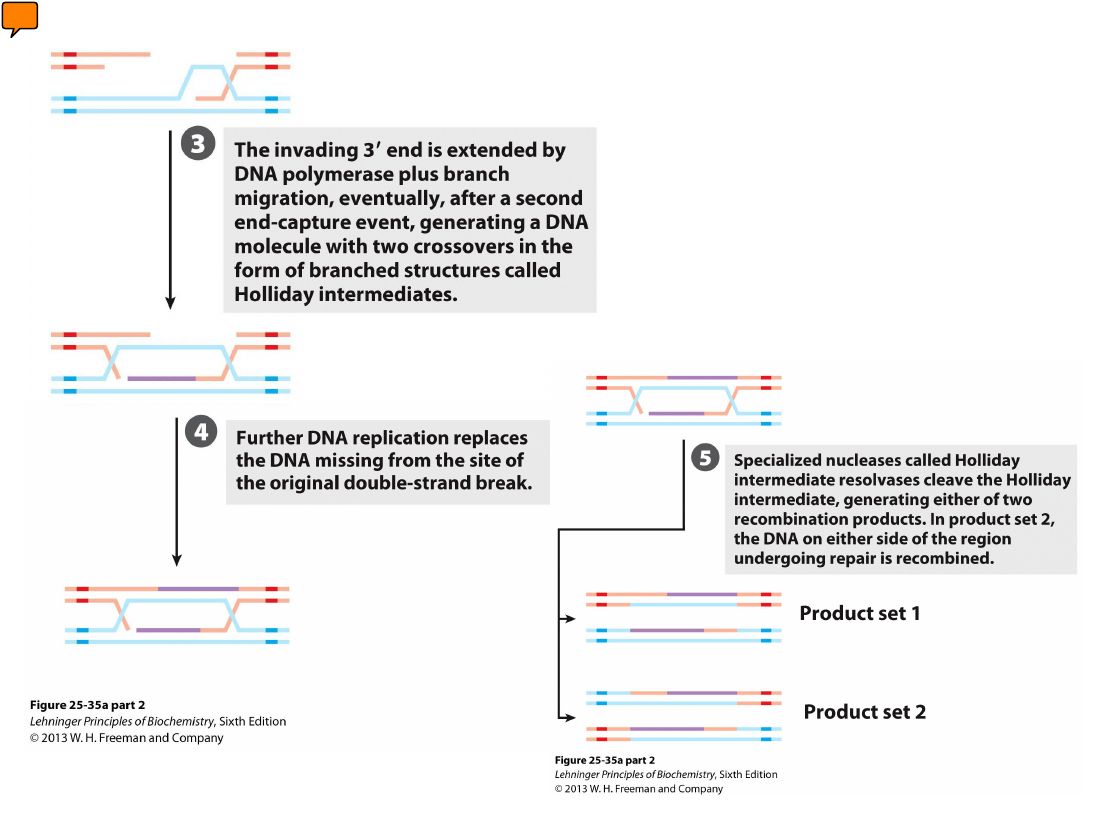 3
The invading 3′ end is extended by
DNA polymerase plus branch
migration, eventually, after a second
end-capture event, generating a DNA
molecule with two crossovers in the
form of branched structures called
Holliday intermediates.
4
Further DNA replication replaces
the DNA missing from the site of
the original double-strand break.
Figure 25-35a part 2
Lehninger Principles of Biochemistry, Sixth Edition
© 2013 W. H. Freeman and Company
5
Specialized nucleases called Holliday
intermediate resolvases cleave the Holliday
intermediate, generating either of two
recombination products. In product set 2,
the DNA on either side of the region
undergoing repair is recombined.
Product set 1
Product set 2
Figure 25-35a part 2
Lehninger Principles of Biochemistry, Sixth Edition
© 2013 W. H. Freeman and Company